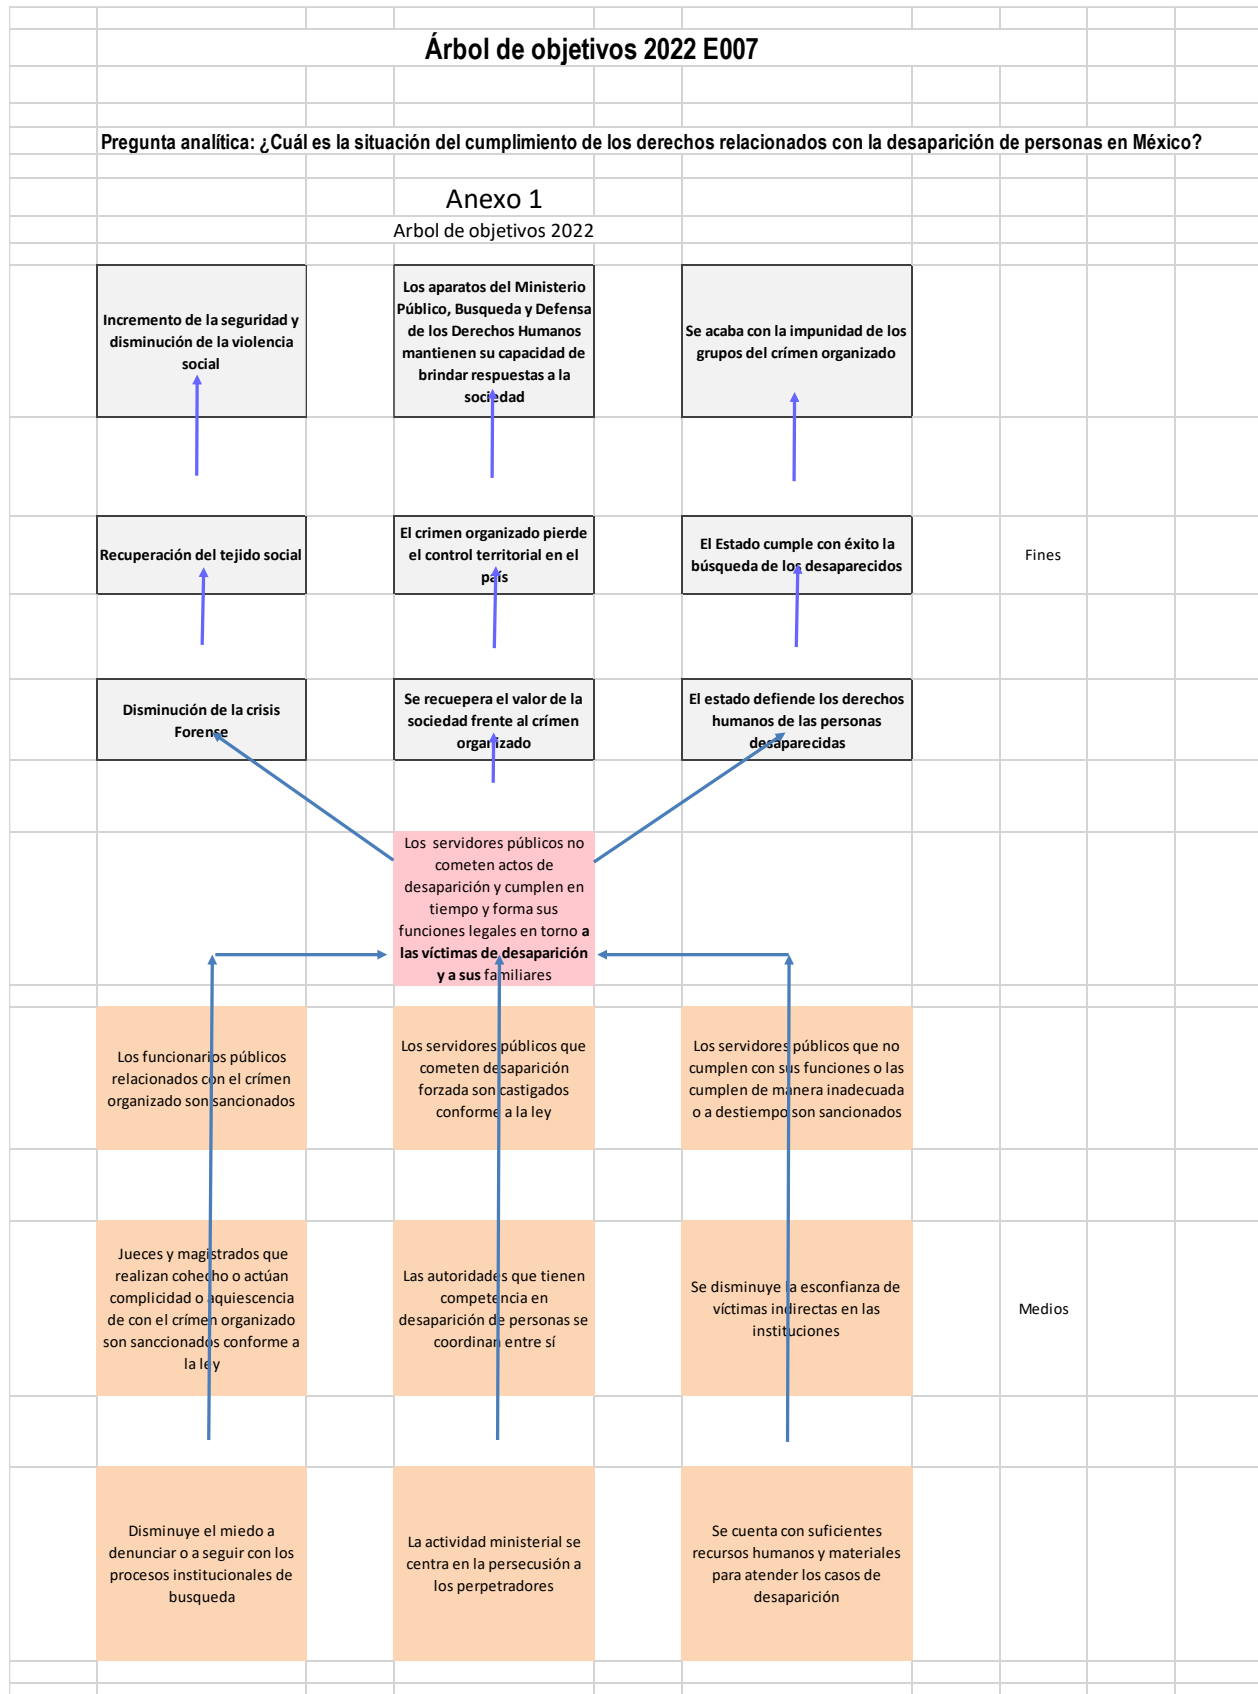 Árbol de objetivos 2022 E007
Pregunta analítica: ¿Cuál es la situación del cumplimiento de los derechos relacionados con la desaparición de personas en México?
Anexo 1
Arbol de objetivos 2022
Incremento de la seguridad y
disminución de la violencia
social
Los aparatos del Ministerio
Público, Busqueda y Defensa
de los Derechos Humanos
mantienen su capacidad de
brindar respuestas a la
sociedad
Se acaba con la impunidad de los
grupos del crímen organizado
Recuperación del tejido social
El crimen organizado pierde
el control territorial en el
país
El Estado cumple con éxito la
búsqueda de los desaparecidos
Fines
Disminución de la crisis
Forense
Se recuepera el valor de la
sociedad frente al crímen
organizado
El estado defiende los derechos
humanos de las personas
desaparecidas
Los servidores públicos no
cometen actos de
desaparición y cumplen en
tiempo y forma sus
funciones legales en torno a
las víctimas de desaparición
y a sus familiares
Los funcionarios públicos
relacionados con el crímen
organizado son sancionados
Los servidores públicos que
cometen desaparición
forzada son castigados
conforme a la ley
Los servidores públicos que no
cumplen con sus funciones o las
cumplen de manera inadecuada
o a destiempo son sancionados
Jueces y magistrados que
realizan cohecho o actúan
complicidad o aquiescencia
de con el crímen organizado
son sanccionados conforme a
la ley
Las autoridades que tienen
competencia en
desaparición de personas se
coordinan entre sí
Se disminuye la esconfianza de
víctimas indirectas en las
instituciones
Medios
Disminuye el miedo a
denunciar o a seguir con los
procesos institucionales de
busqueda
La actividad ministerial se
centra en la persecusión a
los perpetradores
Se cuenta con suficientes
recursos humanos y materiales
para atender los casos de
desaparición